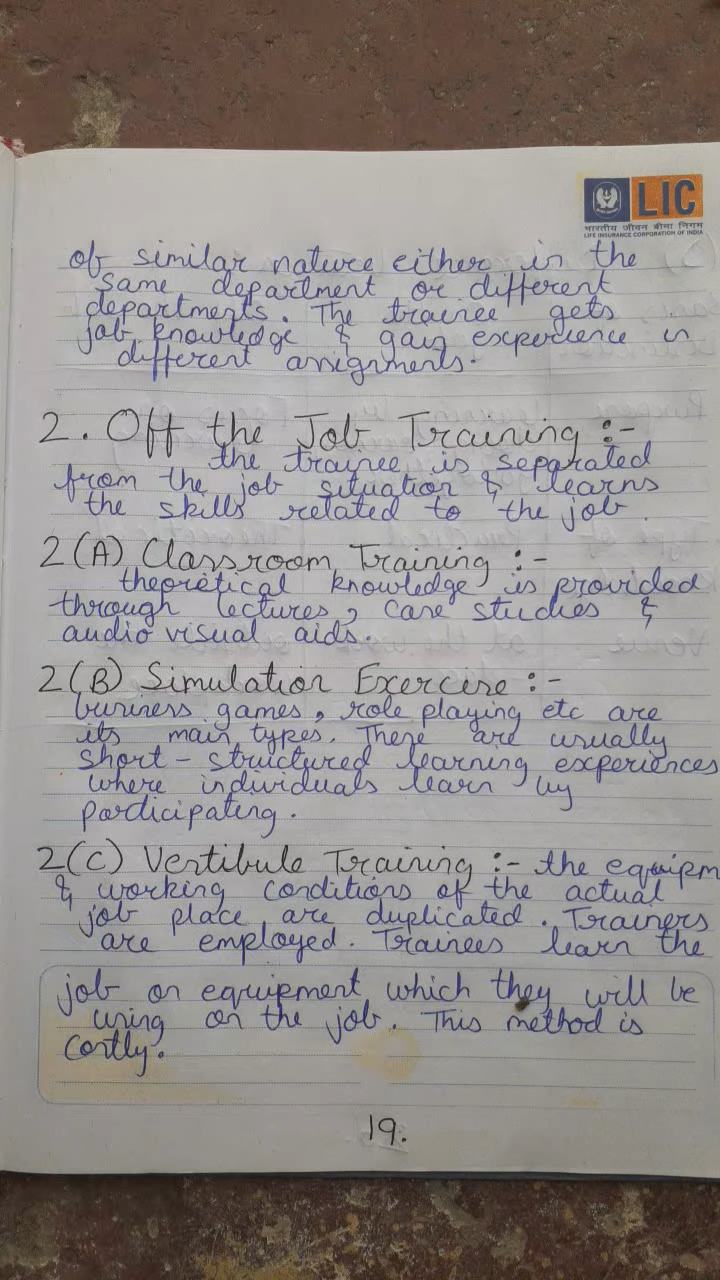 LIC
भारतीय जीवन बीमा निगम
LIFE INSURANCE CORPORATION OF INDIA
of similar nature either in the
same department or different
departments. The trainee gets
job knowledge & gain experience in
different assignments.
2. Off the Job Training :-
the trainee is separated
from the job situation & learns
the skills related to the job.
2(A) Classroom Training :-
theoretical knowledge is provided
through lectures, case studies &
audio visual aids.
2(B) Simulation Exercise :-
business games, role playing etc are
its main types. These are usually
short - structured learning experiences
where individuals learn by
participating.
2(C) Vertibule Training :- the equipm
& working conditions of the actual
job place are duplicated. Trainers
are employed. Trainees learn the
job on equipment which they will be
using on the job. This method is
costly.
19.